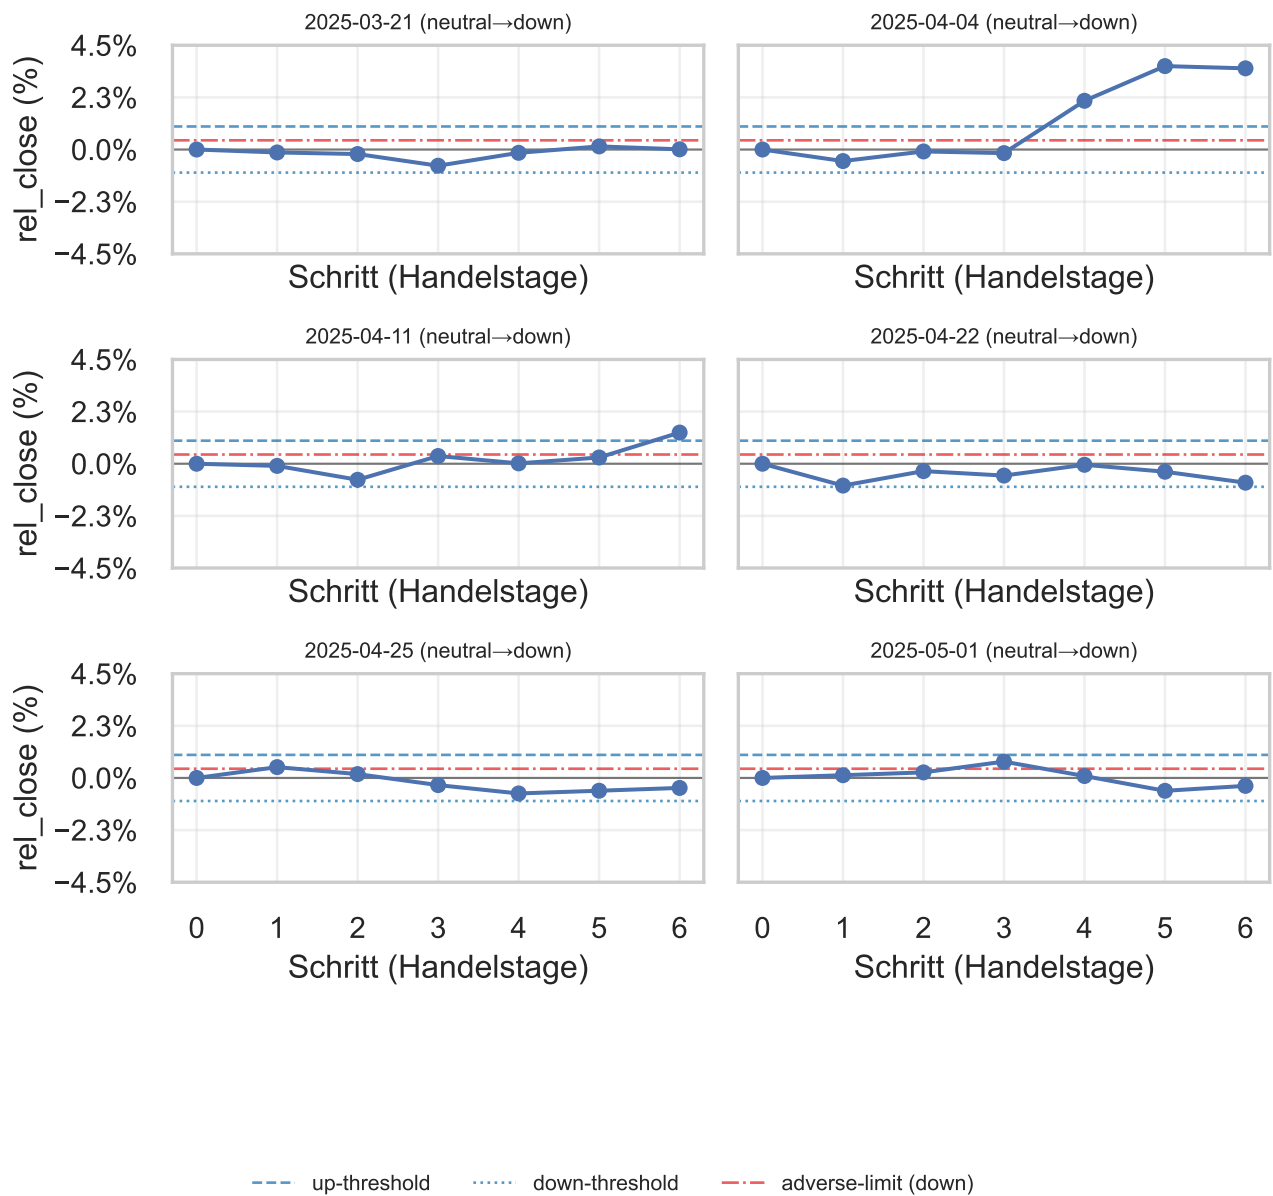 2025-03-21 (neutral→down)
2025-04-04 (neutral→down)
rel_close (%)
4.5%
2.3%
0.0%
−2.3%
−4.5%
Schritt (Handelstage)
Schritt (Handelstage)
2025-04-11 (neutral→down)
2025-04-22 (neutral→down)
rel_close (%)
4.5%
2.3%
0.0%
−2.3%
−4.5%
Schritt (Handelstage)
Schritt (Handelstage)
2025-04-25 (neutral→down)
2025-05-01 (neutral→down)
rel_close (%)
4.5%
2.3%
0.0%
−2.3%
−4.5%
0 1 2 3 4 5 6
0 1 2 3 4 5 6
Schritt (Handelstage)
Schritt (Handelstage)
up-threshold
down-threshold
adverse-limit (down)